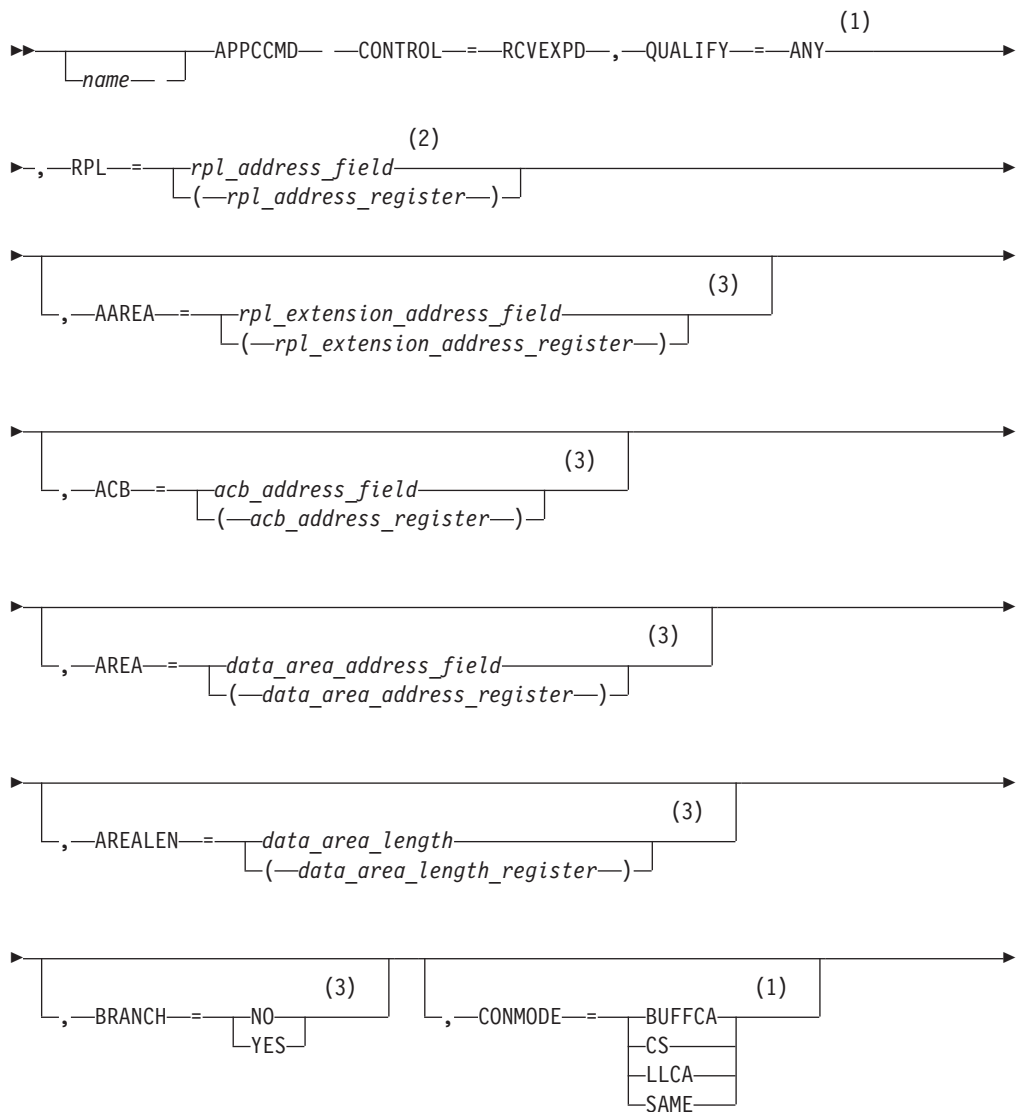 (1)
APPCCMD CONTROL = RCVEXPD , QUALIFY = ANY
name
(2)
, RPL = rpl_address_field
( rpl_address_register )
(3)
, AAREA = rpl_extension_address_field
( rpl_extension_address_register )
(3)
, ACB = acb_address_field
( acb_address_register )
(3)
, AREA = data_area_address_field
( data_area_address_register )
(3)
, AREALEN = data_area_length
( data_area_length_register )
(3) (1)
, BRANCH = NO , CONMODE = BUFFCA
YES CS
LLCA
SAME